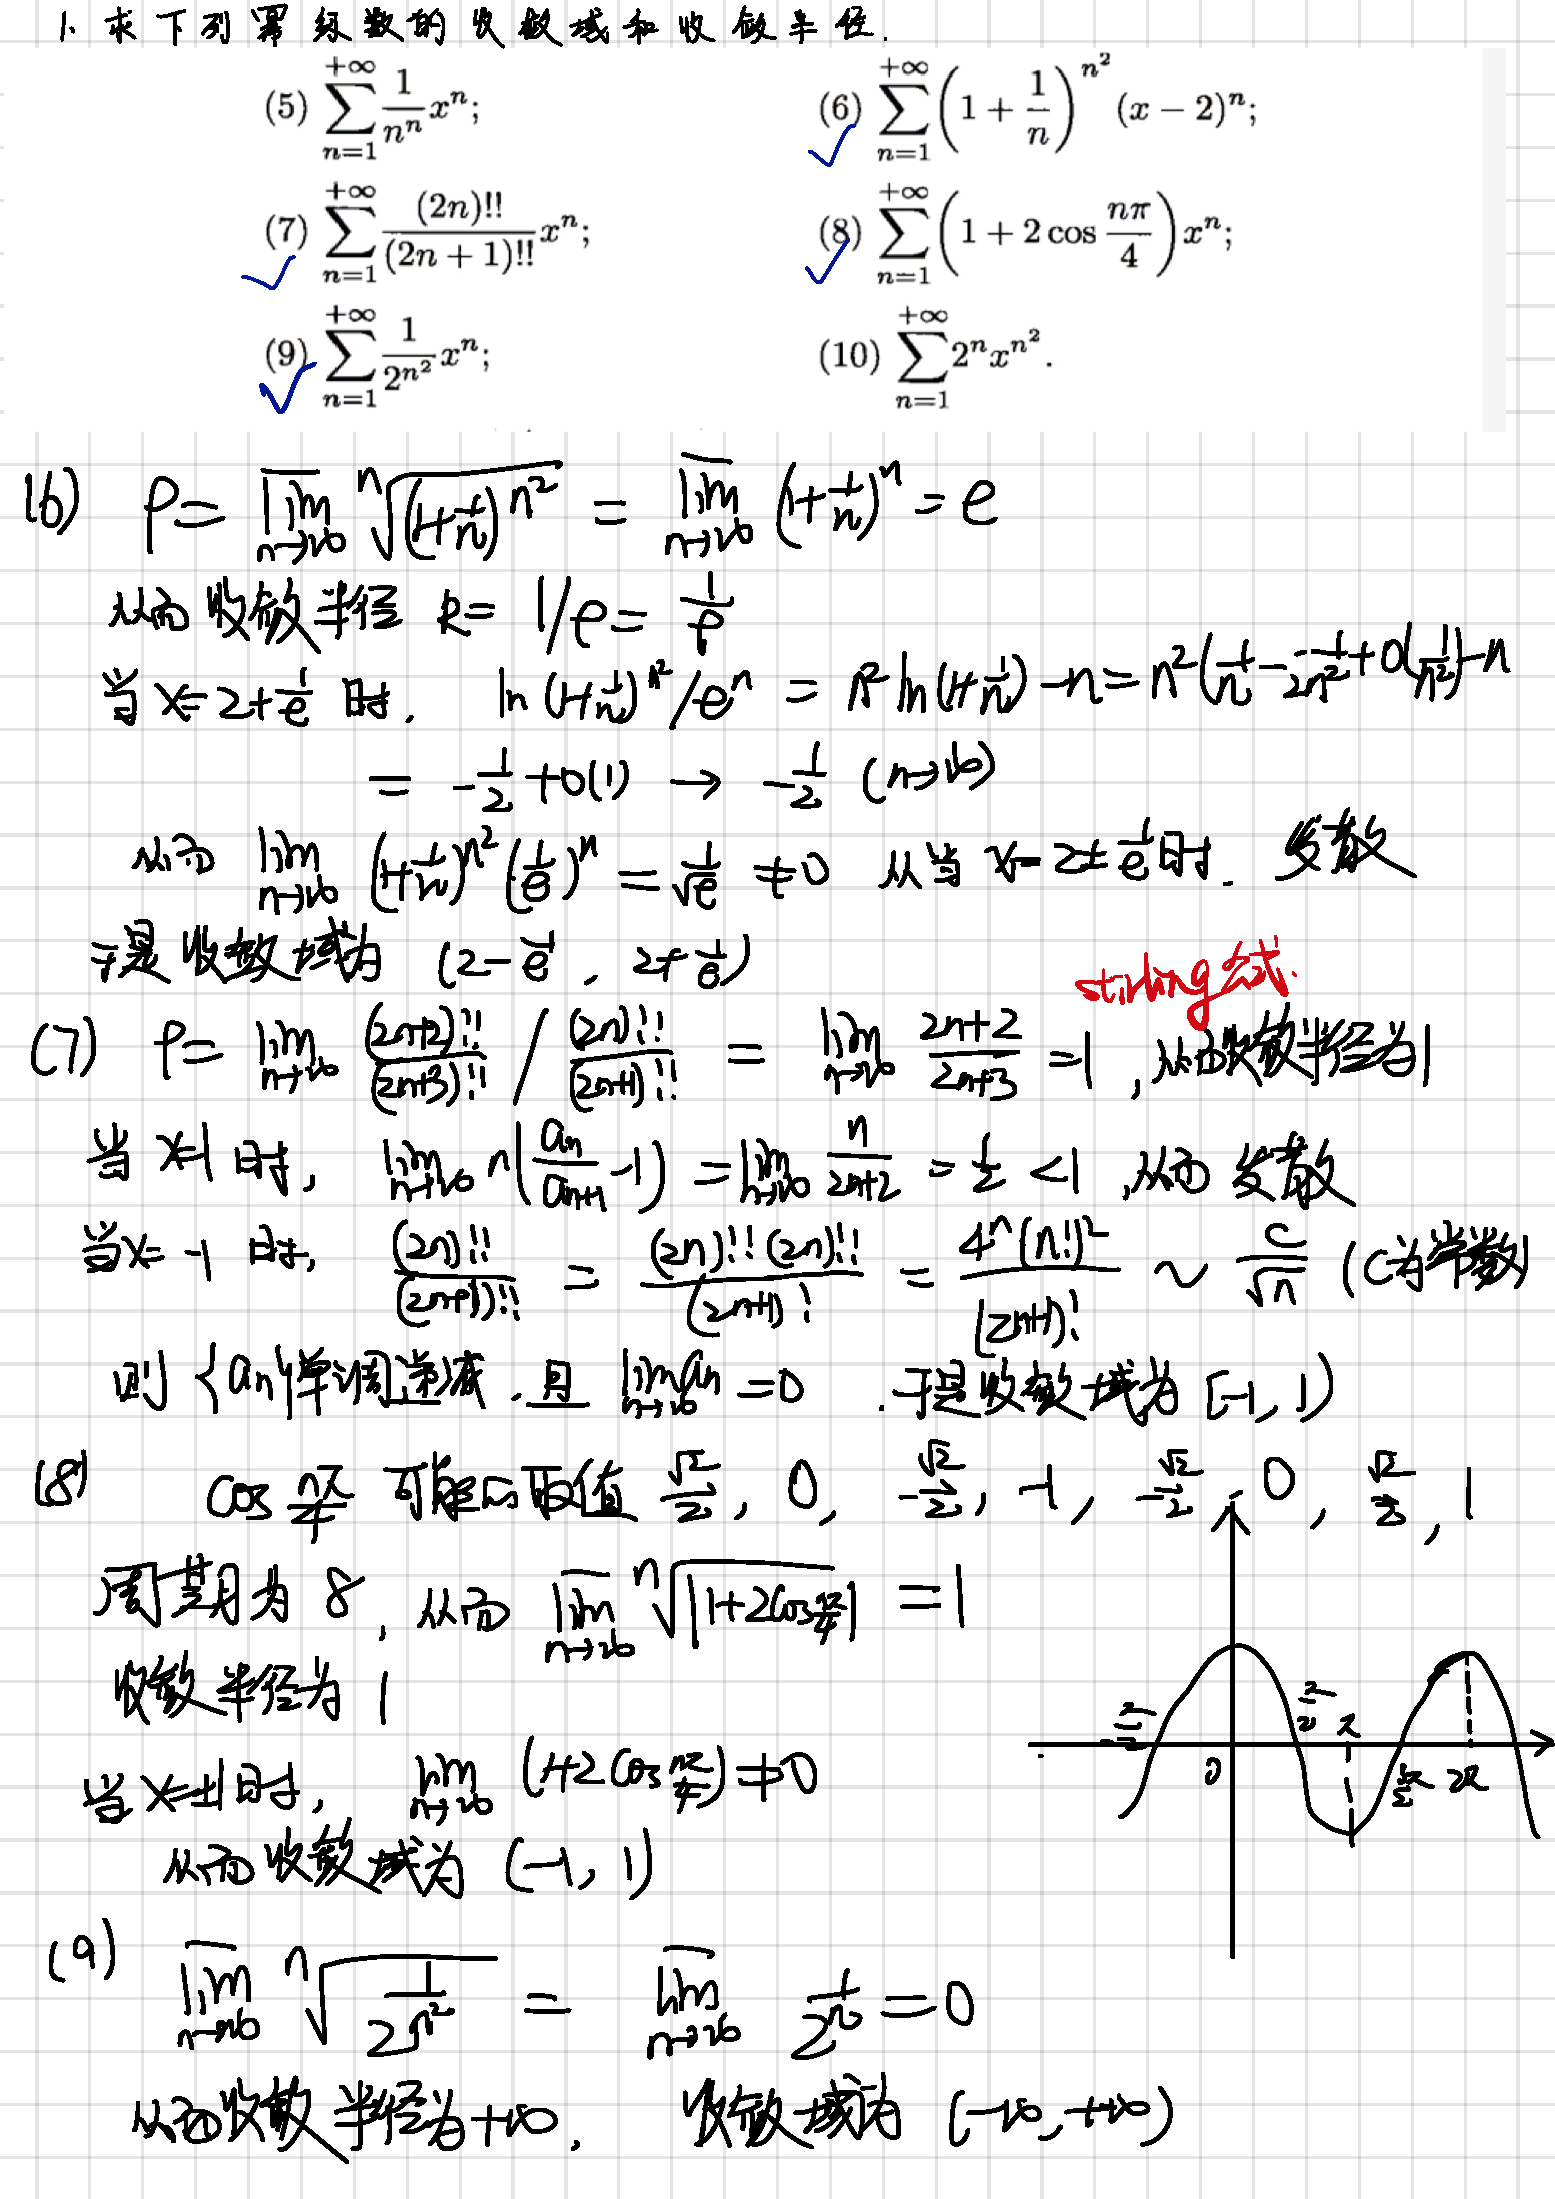 1. 求下列幂级数的收敛域和收敛半径.
(5) $\sum_{n=1}^{+\infty} \frac{1}{n^n} x^n$; (6) $\sum_{n=1}^{+\infty} \left(1+\frac{1}{n}\right)^{n^2} (x-2)^n$;
(7) $\sum_{n=1}^{+\infty} \frac{(2n)!!}{(2n+1)!!} x^n$; (8) $\sum_{n=1}^{+\infty} \left(1+2\cos\frac{n\pi}{4}\right) x^n$;
(9) $\sum_{n=1}^{+\infty} \frac{1}{2^{n^2}} x^n$; (10) $\sum_{n=1}^{+\infty} 2^n x^{n^2}$.
(6) $\rho = \overline{\lim}_{n\to\infty} \sqrt[n]{(1+\frac{1}{n})^{n^2}} = \overline{\lim}_{n\to\infty} (1+\frac{1}{n})^n = e$
从而收敛半径 $R = 1/\rho = \frac{1}{e}$
当 $x=2+\frac{1}{e}$ 时. $\ln (1+\frac{1}{n})^{n^2}/e^n = n^2\ln(1+\frac{1}{n})-n = n^2(\frac{1}{n}-\frac{1}{2n^2}+o(\frac{1}{n^2}))-n$
$= -\frac{1}{2}+o(1) \to -\frac{1}{2}$ $(n\to\infty)$
从而 $\lim_{n\to\infty} (1+\frac{1}{n})^{n^2}(\frac{1}{e})^n = \frac{1}{\sqrt{e}} \neq 0$ 从当 $x=2\pm\frac{1}{e}$ 时. 发散
于是收敛域为 $(2-\frac{1}{e}, 2+\frac{1}{e})$
stirling公式.
(7) $\rho = \lim_{n\to\infty} \frac{(2n+2)!!}{(2n+3)!!} / \frac{(2n)!!}{(2n+1)!!} = \lim_{n\to\infty} \frac{2n+2}{2n+3} = 1$, 从而收敛半径为1
当 $x=1$ 时, $\lim_{n\to\infty} n(\frac{a_n}{a_{n+1}}-1) = \lim_{n\to\infty} \frac{n}{2n+2} = \frac{1}{2} < 1$, 从而 发散
当 $x=-1$ 时, $\frac{(2n)!!}{(2n+1)!!} = \frac{(2n)!!(2n)!!}{(2n+1)!} = \frac{4^n(n!)^2}{(2n+1)!} \sim \frac{C}{\sqrt{n}}$ (C为常数)
则 $\{a_n\}$单调递减. 且 $\lim_{n\to\infty} a_n = 0$. 于是收敛域为 $[-1, 1)$
(8) $\cos\frac{n\pi}{4}$ 可能的取值 $\frac{\sqrt{2}}{2}, 0, -\frac{\sqrt{2}}{2}, -1, -\frac{\sqrt{2}}{2}, 0, \frac{\sqrt{2}}{2}, 1$
周期为 8, 从而 $\overline{\lim}_{n\to\infty} \sqrt[n]{|1+2\cos\frac{n\pi}{4}|} = 1$
收敛半径为 1
$-\frac{\pi}{2}$ 0 $\frac{\pi}{2}$ $\pi$ $\frac{3\pi}{2}$ $2\pi$
当 $x=\pm1$ 时, $\lim_{n\to\infty} (1+2\cos\frac{n\pi}{4}) \neq 0$
从而收敛域为 $(-1, 1)$
(9) $\overline{\lim}_{n\to\infty} \sqrt[n]{\frac{1}{2^{n^2}}} = \overline{\lim}_{n\to\infty} \frac{1}{2^n} = 0$
从而收敛半径为 $+\infty$, 收敛域为 $(-\infty, +\infty)$